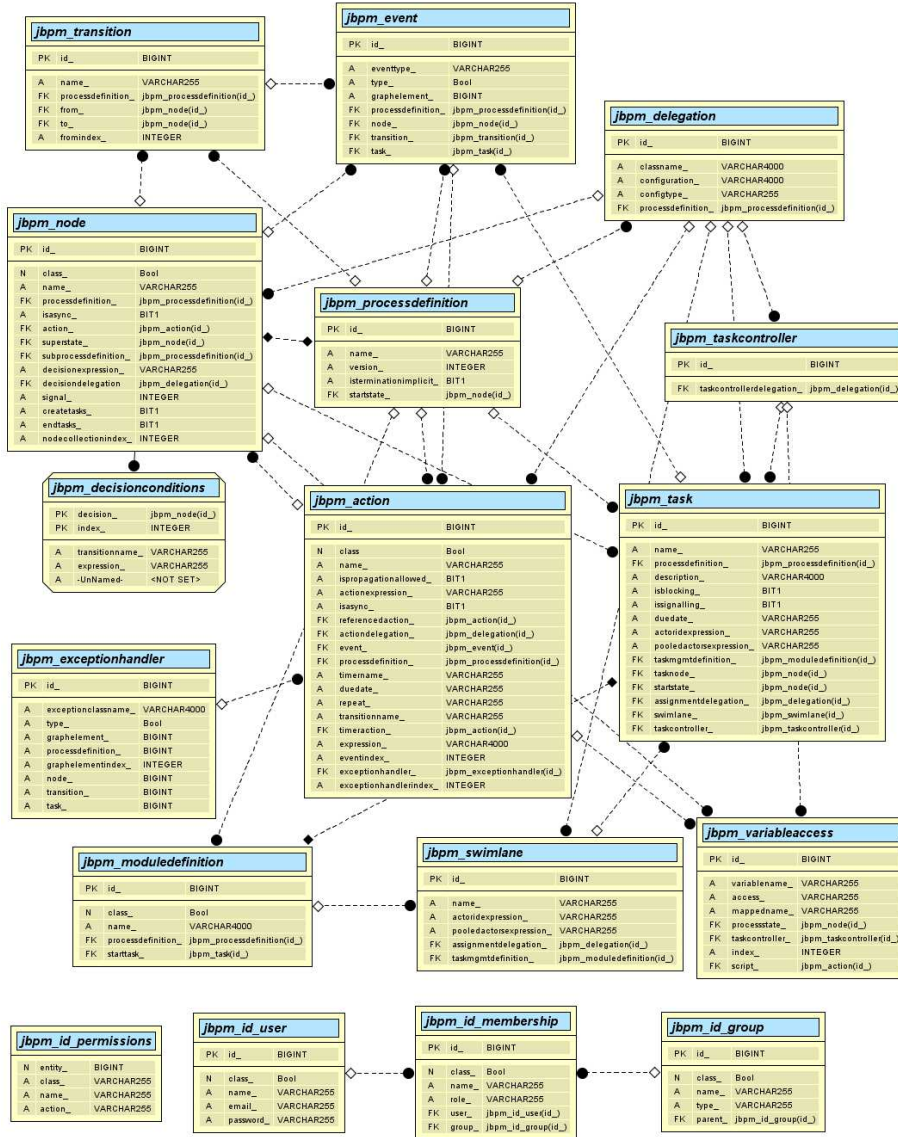 jbpm_transition
PK id_ BIGINT
A name_ VARCHAR255
FK processdefinition_ jbpm_processdefinition(id_)
FK from_ jbpm_node(id_)
FK to_ jbpm_node(id_)
A fromindex_ INTEGER
jbpm_event
PK id_ BIGINT
A eventtype_ VARCHAR255
A type_ Bool
A graphelement_ BIGINT
FK processdefinition_ jbpm_processdefinition(id_)
FK node_ jbpm_node(id_)
FK transition_ jbpm_transition(id_)
FK task_ jbpm_task(id_)
jbpm_delegation
PK id_ BIGINT
A classname_ VARCHAR4000
A configuration_ VARCHAR4000
A configtype_ VARCHAR255
FK processdefinition_ jbpm_processdefinition(id_)
jbpm_node
PK id_ BIGINT
N class_ Bool
A name_ VARCHAR255
FK processdefinition_ jbpm_processdefinition(id_)
A isasync_ BIT1
FK action_ jbpm_action(id_)
FK superstate_ jbpm_node(id_)
FK subprocessdefinition_ jbpm_processdefinition(id_)
A decisionexpression_ VARCHAR255
FK decisiondelegation jbpm_delegation(id_)
A signal_ INTEGER
A createtasks_ BIT1
A endtasks_ BIT1
A nodecollectionindex_ INTEGER
jbpm_processdefinition
PK id_ BIGINT
A name_ VARCHAR255
A version_ INTEGER
A isterminationimplicit_ BIT1
FK startstate_ jbpm_node(id_)
jbpm_taskcontroller
PK id_ BIGINT
FK taskcontrollerdelegation_ jbpm_delegation(id_)
jbpm_decisionconditions
PK decision_ jbpm_node(id_)
PK index_ INTEGER
A transitionname_ VARCHAR255
A expression_ VARCHAR255
A -UnNamed- <NOT SET>
jbpm_action
PK id_ BIGINT
N class Bool
A name_ VARCHAR255
A ispropagationallowed_ BIT1
A actionexpression_ VARCHAR255
A isasync_ BIT1
FK referencedaction_ jbpm_action(id_)
FK actiondelegation_ jbpm_delegation(id_)
FK event_ jbpm_event(id_)
FK processdefinition_ jbpm_processdefinition(id_)
A timername_ VARCHAR255
A duedate_ VARCHAR255
A repeat_ VARCHAR255
A transitionname_ VARCHAR255
FK timeraction_ jbpm_action(id_)
A expression_ VARCHAR4000
A eventindex_ INTEGER
FK exceptionhandler_ jbpm_exceptionhandler(id_)
A exceptionhandlerindex_ INTEGER
jbpm_task
PK id_ BIGINT
A name_ VARCHAR255
FK processdefinition_ jbpm_processdefinition(id_)
A description_ VARCHAR4000
A isblocking_ BIT1
A issignalling_ BIT1
A duedate_ VARCHAR255
A actoridexpression_ VARCHAR255
A pooledactorsexpression_ VARCHAR255
FK taskmgmtdefinition_ jbpm_moduledefinition(id_)
FK tasknode_ jbpm_node(id_)
FK startstate_ jbpm_node(id_)
FK assignmentdelegation_ jbpm_delegation(id_)
FK swimlane_ jbpm_swimlane(id_)
FK taskcontroller_ jbpm_taskcontroller(id_)
jbpm_exceptionhandler
PK id_ BIGINT
A exceptionclassname_ VARCHAR4000
A type_ Bool
A graphelement_ BIGINT
A processdefinition_ BIGINT
A graphelementindex_ INTEGER
A node_ BIGINT
A transition_ BIGINT
A task_ BIGINT
jbpm_moduledefinition
PK id_ BIGINT
N class_ Bool
A name_ VARCHAR4000
FK processdefinition_ jbpm_processdefinition(id_)
FK starttask_ jbpm_task(id_)
jbpm_swimlane
PK id_ BIGINT
A name_ VARCHAR255
A actoridexpression_ VARCHAR255
A pooledactorsexpression_ VARCHAR255
FK assignmentdelegation_ jbpm_delegation(id_)
FK taskmgmtdefinition_ jbpm_moduledefinition(id_)
jbpm_variableaccess
PK id_ BIGINT
A variablename_ VARCHAR255
A access_ VARCHAR255
A mappedname_ VARCHAR255
FK processstate_ jbpm_node(id_)
FK taskcontroller_ jbpm_taskcontroller(id_)
A index_ INTEGER
FK script_ jbpm_action(id_)
jbpm_id_permissions
N entity_ BIGINT
A class_ VARCHAR255
A name_ VARCHAR255
A action_ VARCHAR255
jbpm_id_user
PK id_ BIGINT
N class_ Bool
A name_ VARCHAR255
A email_ VARCHAR255
A password_ VARCHAR255
jbpm_id_membership
PK id_ BIGINT
N class_ Bool
A name_ VARCHAR255
A role_ VARCHAR255
FK user_ jbpm_id_user(id_)
FK group_ jbpm_id_group(id_)
jbpm_id_group
PK id_ BIGINT
N class_ Bool
A name_ VARCHAR255
A type_ VARCHAR255
FK parent_ jbpm_id_group(id_)